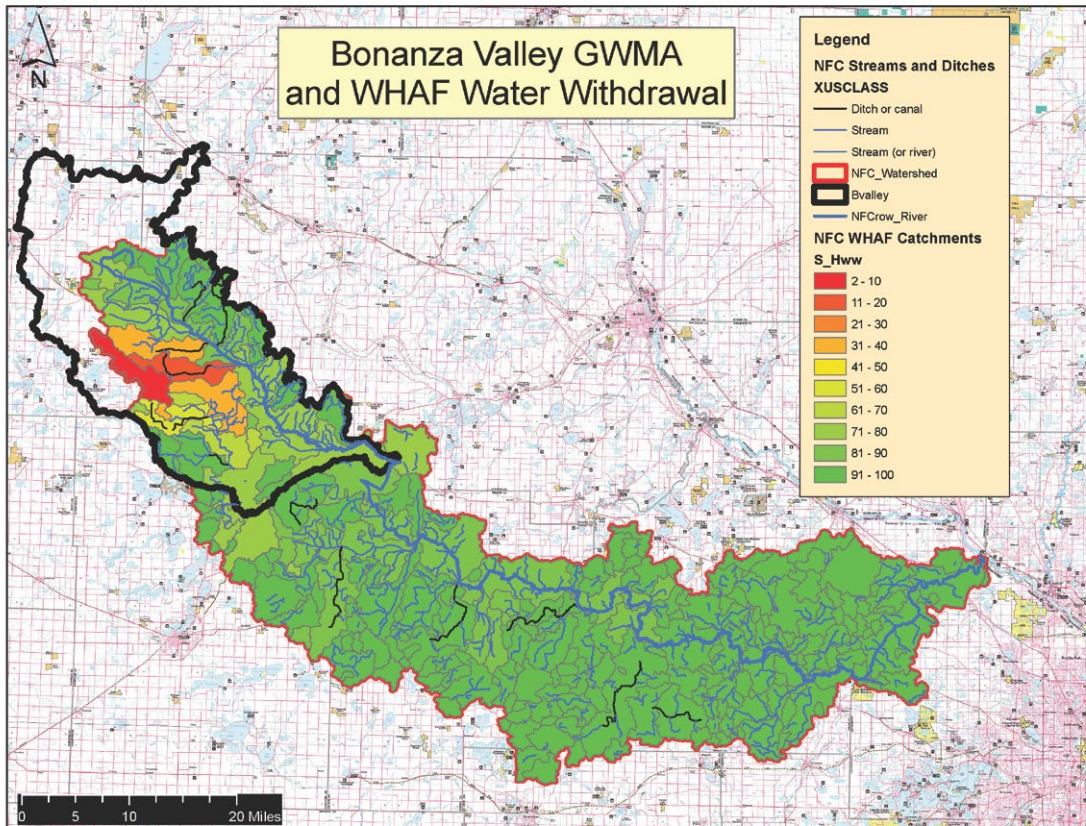 Bonanza Valley GWMA
and WHAF Water Withdrawal
N
Legend
NFC Streams and Ditches
XUSCLASS
Ditch or canal
Stream
Stream (or river)
NFC_Watershed
Bvalley
NFCrow_River
NFC WHAF Catchments
S_Hww
2 - 10
11 - 20
21 - 30
31 - 40
41 - 50
51 - 60
61 - 70
71 - 80
81 - 90
91 - 100
0 5 10 20 Miles